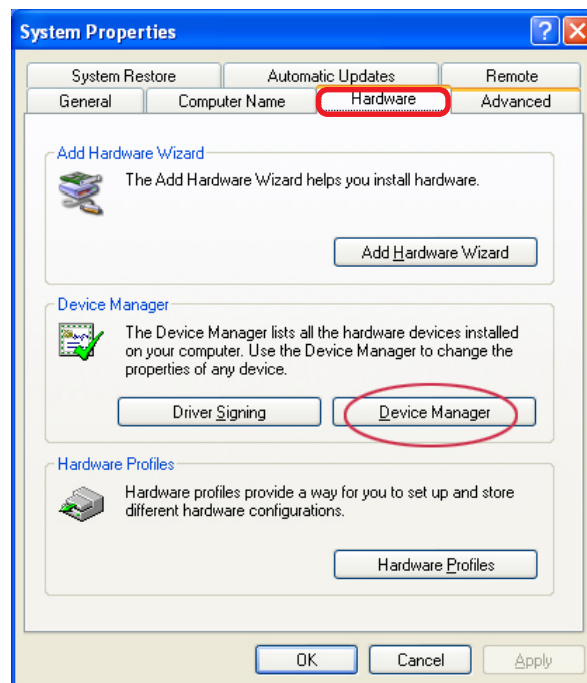 System Properties
System Restore
Automatic Updates
Remote
General
Computer Name
Hardware
Advanced
Add Hardware Wizard
The Add Hardware Wizard helps you install hardware.
Add Hardware Wizard
Device Manager
The Device Manager lists all the hardware devices installed
on your computer. Use the Device Manager to change the
properties of any device.
Driver Signing
Device Manager
Hardware Profiles
Hardware profiles provide a way for you to set up and store
different hardware configurations.
Hardware Profiles
OK
Cancel
Apply